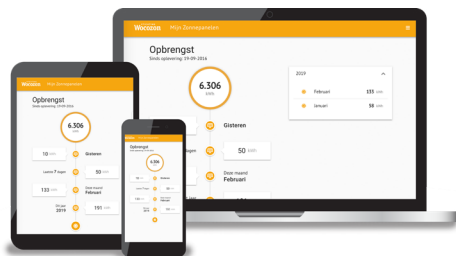 Wocozon Mijn Zonnepanelen
Opbrengst
Sinds oplevering: 19-09-2016
6.306
kWh
Gisteren
50 kWh
Deze maand
Februari
2019
Februari 133 kWh
Januari 58 kWh
Wocozon Mijn Zonnepanelen
Opbrengst
Sinds oplevering: 19-09-2016
6.306
kWh
10 kWh Gisteren
Laatste 7 dagen 50 kWh
133 kWh Deze maand
Februari
Dit jaar
2019 191 kWh
Opbrengst
6.306